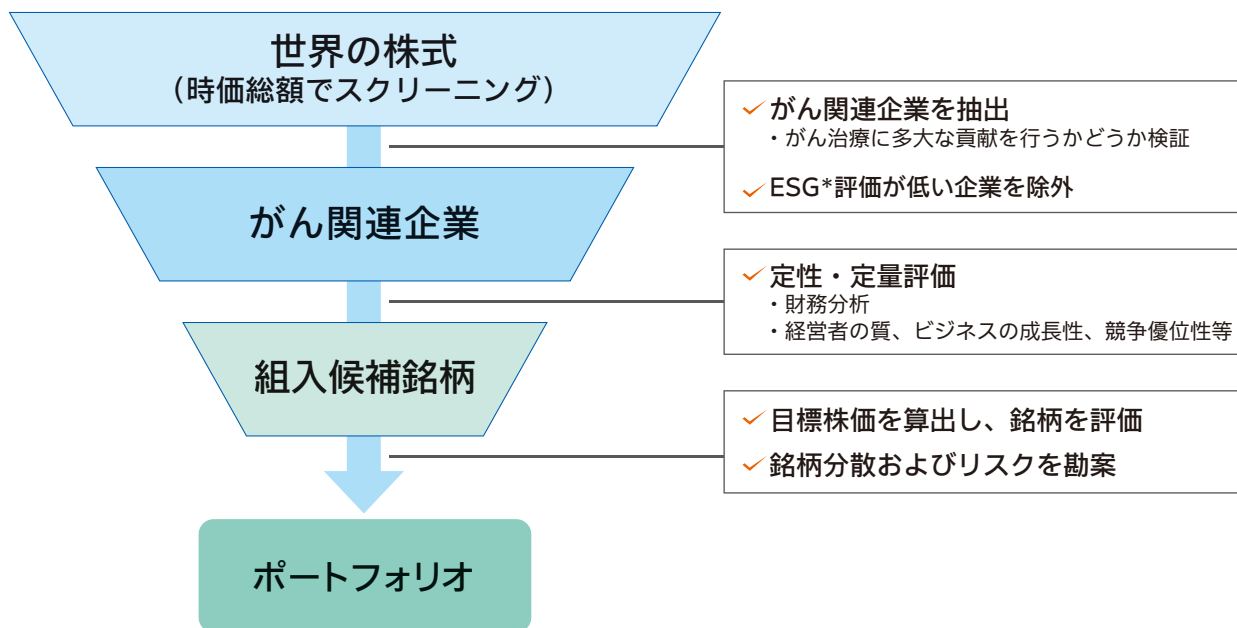 世界の株式
（時価総額でスクリーニング）
がん関連企業を抽出
・がん治療に多大な貢献を行うかどうか検証
ESG*評価が低い企業を除外
がん関連企業
定性・定量評価
・財務分析
・経営者の質、ビジネスの成長性、競争優位性等
組入候補銘柄
目標株価を算出し、銘柄を評価
銘柄分散およびリスクを勘案
ポートフォリオ